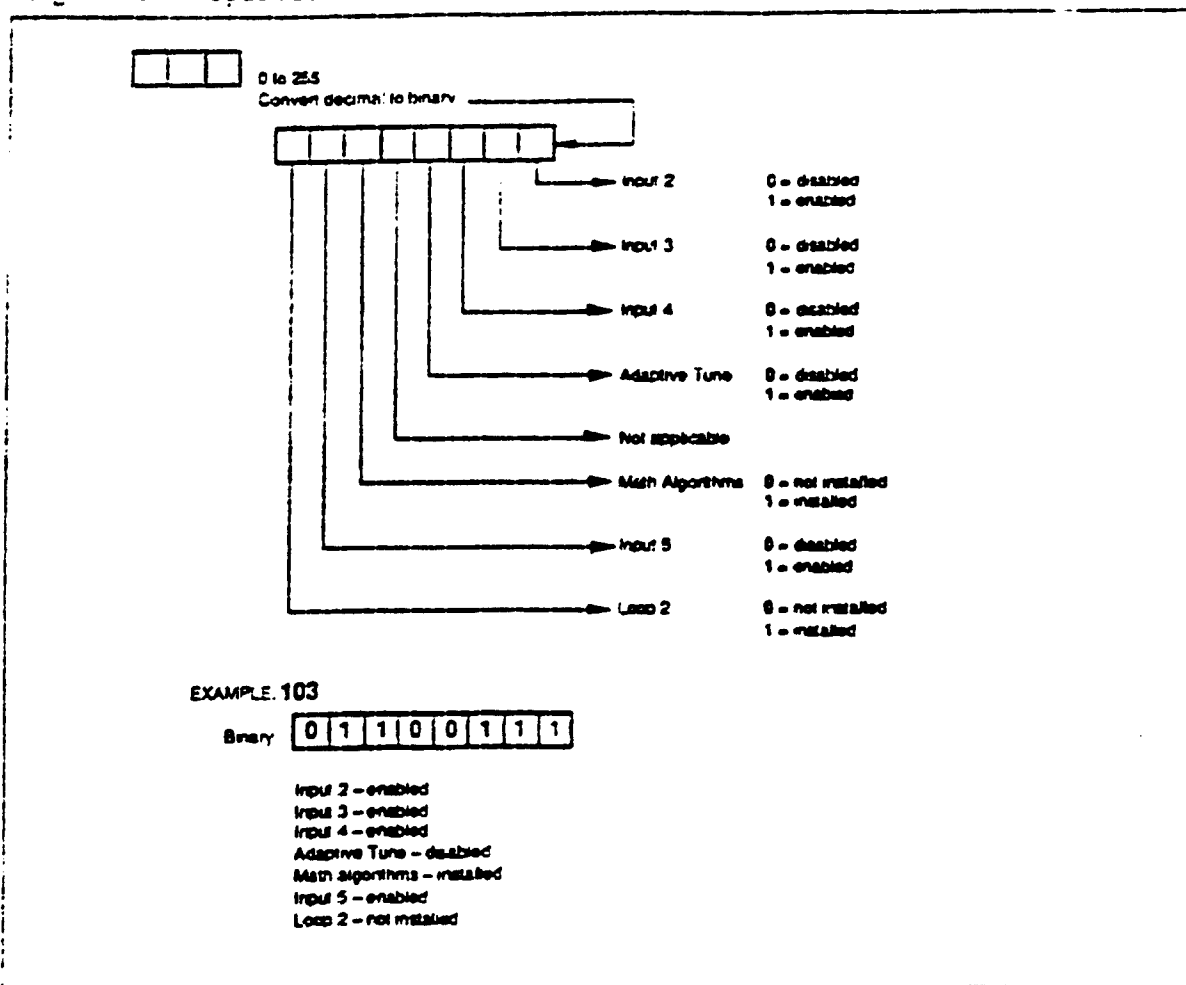 0 to 255
Convert decimal to binary
Input 2 0 = disabled
1 = enabled
Input 3 0 = disabled
1 = enabled
Input 4 0 = disabled
1 = enabled
Adaptive Tune 0 = disabled
1 = enabled
Not applicable
Math Algorithms 0 = not installed
1 = installed
Input 5 0 = disabled
1 = enabled
Loop 2 0 = not installed
1 = installed
EXAMPLE: 103
Binary 0 1 1 0 0 1 1 1
Input 2 – enabled
Input 3 – enabled
Input 4 – enabled
Adaptive Tune – disabled
Math algorithms – installed
Input 5 – enabled
Loop 2 – not installed